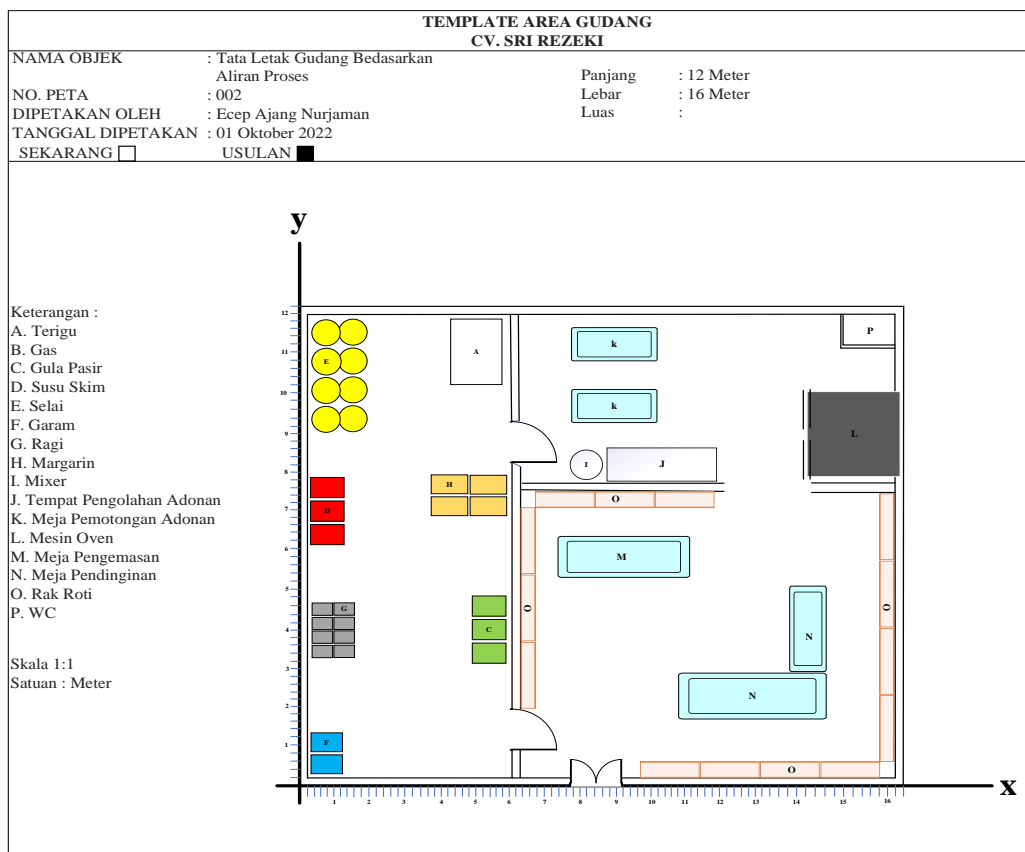 TEMPLATE AREA GUDANG
CV. SRI REZEKI
NAMA OBJEK : Tata Letak Gudang Bedasarkan
Aliran Proses
NO. PETA : 002
DIPETAKAN OLEH : Ecep Ajang Nurjaman
TANGGAL DIPETAKAN : 01 Oktober 2022
SEKARANG USULAN
Panjang : 12 Meter
Lebar : 16 Meter
Luas :
y
Keterangan :
A. Terigu
B. Gas
C. Gula Pasir
D. Susu Skim
E. Selai
F. Garam
G. Ragi
H. Margarin
I. Mixer
J. Tempat Pengolahan Adonan
K. Meja Pemotongan Adonan
L. Mesin Oven
M. Meja Pengemasan
N. Meja Pendinginan
O. Rak Roti
P. WC
Skala 1:1
Satuan : Meter
12
11
10
9
8
7
6
5
4
3
2
1
P
k
A
E
k
L
I
J
H
O
D
M
G
O
O
C
N
N
F
O
x
1 2 3 4 5 6 7 8 9 10 11 12 13 14 15 16